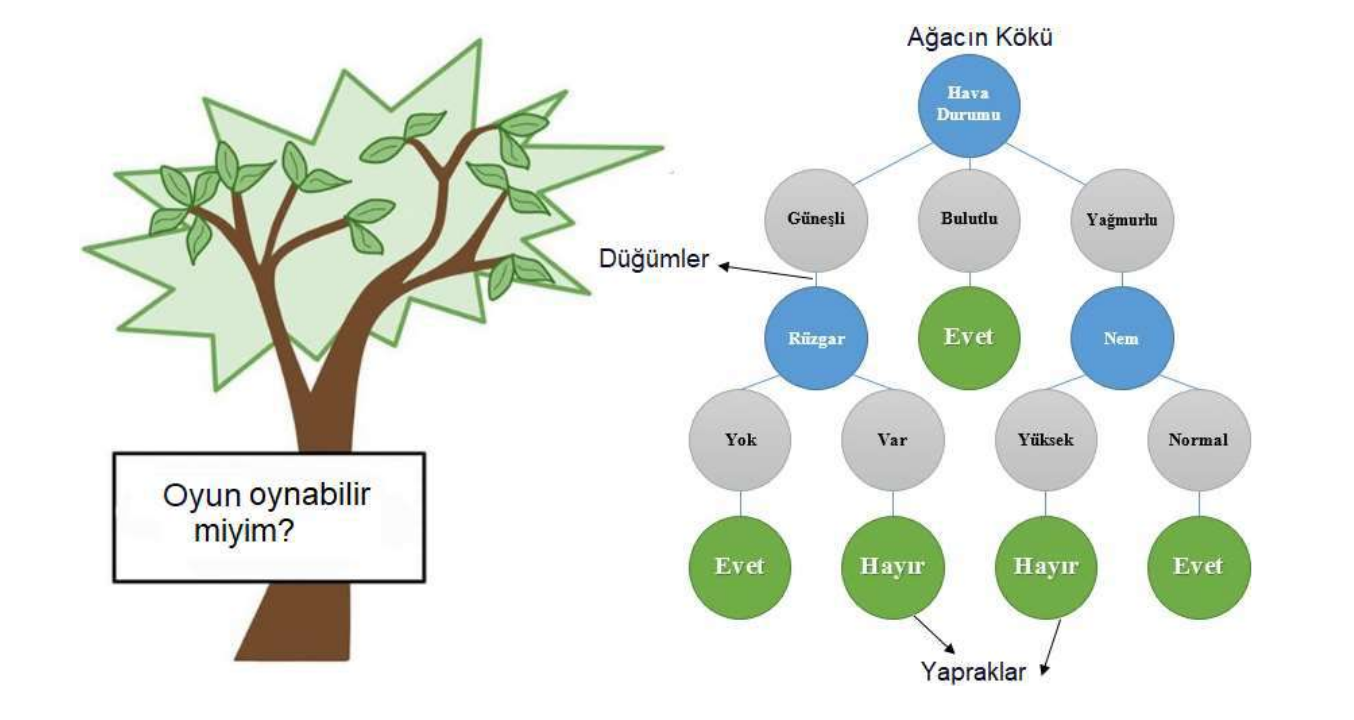 Ağacın Kökü
Hava
Durumu
Güneşli
Bulutlu
Yağmurlu
Düğümler
Rüzgar
Evet
Nem
Yok
Var
Yüksek
Normal
Oyun oynabilir
miyim?
Evet
Hayır
Hayır
Evet
Yapraklar